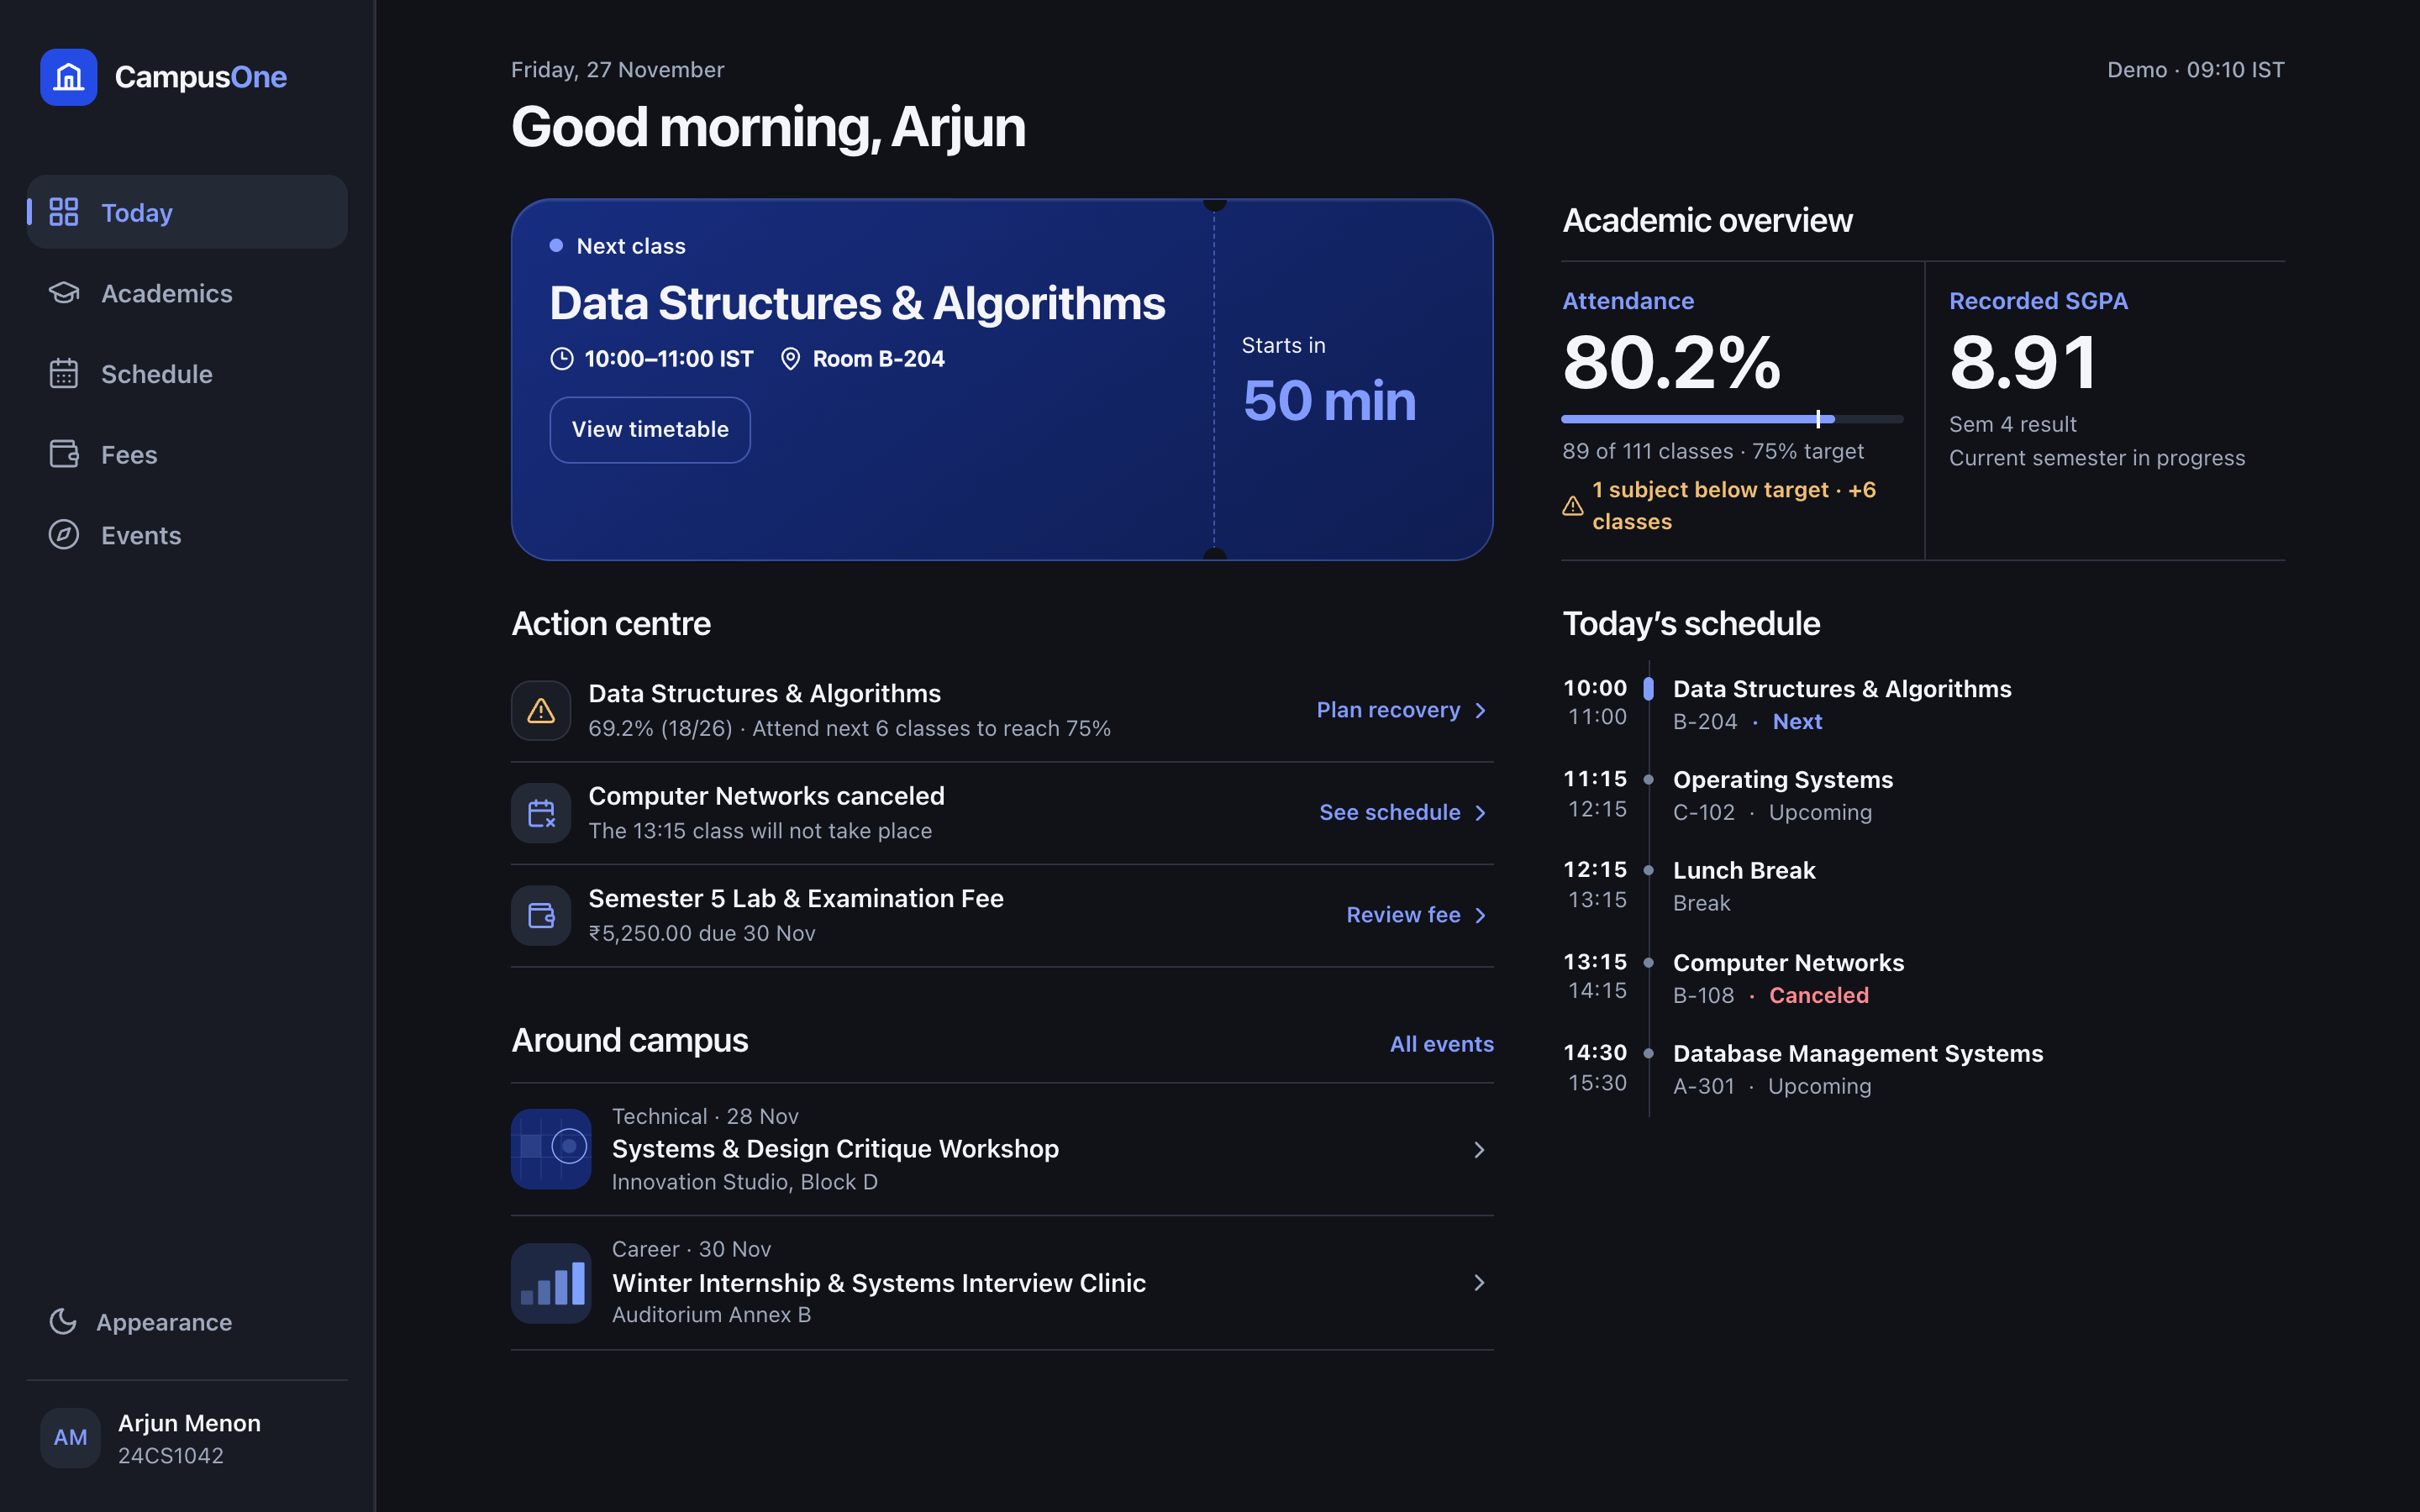 CampusOne
Today
Academics
Schedule
Fees
Events
Appearance
AM
Arjun Menon
24CS1042
Friday, 27 November
Demo · 09:10 IST
Good morning, Arjun
Next class
Data Structures & Algorithms
10:00–11:00 IST
Room B-204
View timetable
Starts in
50 min
Academic overview
Attendance
80.2%
89 of 111 classes · 75% target
1 subject below target · +6
classes
Recorded SGPA
8.91
Sem 4 result
Current semester in progress
Action centre
Data Structures & Algorithms
69.2% (18/26) · Attend next 6 classes to reach 75%
Plan recovery
Computer Networks canceled
The 13:15 class will not take place
See schedule
Semester 5 Lab & Examination Fee
₹5,250.00 due 30 Nov
Review fee
Around campus
All events
Technical · 28 Nov
Systems & Design Critique Workshop
Innovation Studio, Block D
Career · 30 Nov
Winter Internship & Systems Interview Clinic
Auditorium Annex B
Today’s schedule
10:00
11:00
Data Structures & Algorithms
B-204 · Next
11:15
12:15
Operating Systems
C-102 · Upcoming
12:15
13:15
Lunch Break
Break
13:15
14:15
Computer Networks
B-108 · Canceled
14:30
15:30
Database Management Systems
A-301 · Upcoming